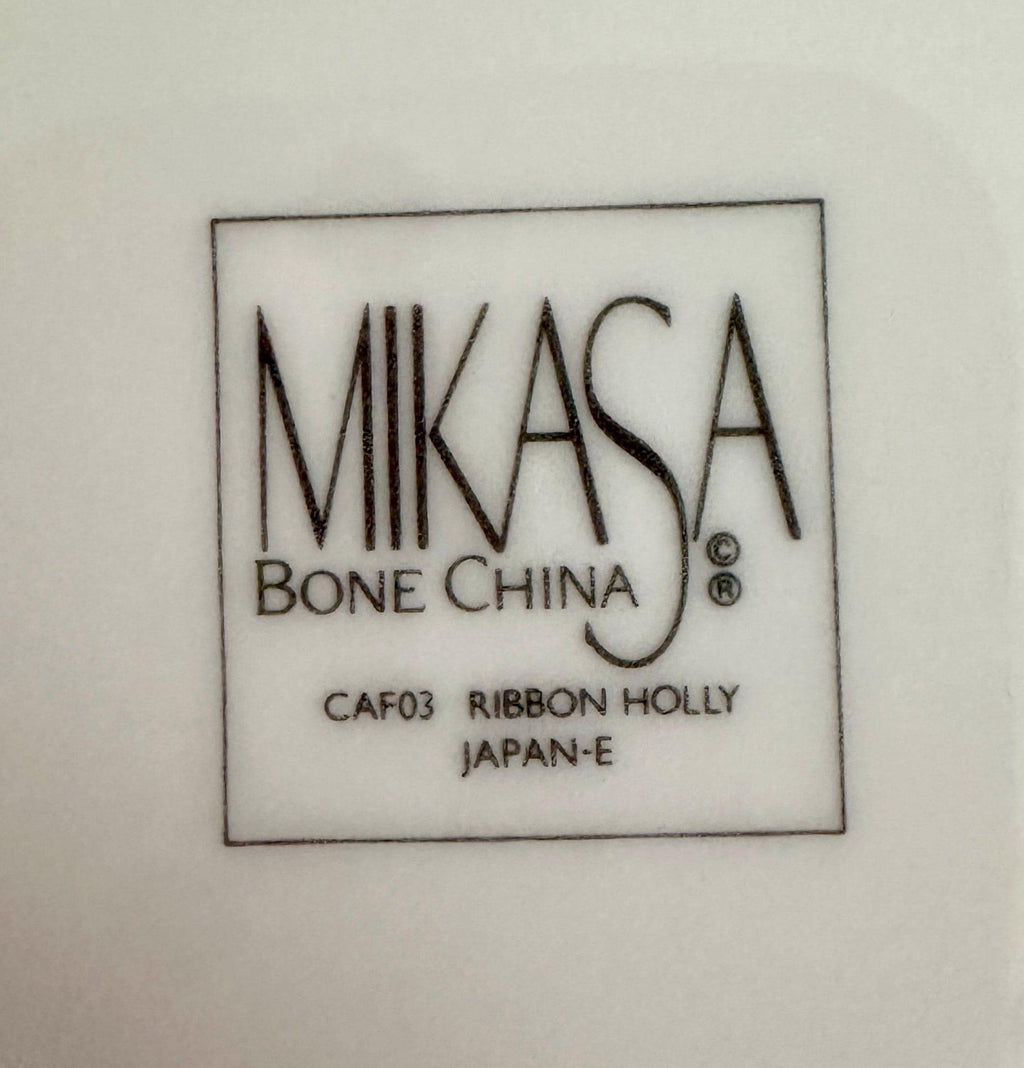 MIKASA
BONE CHINA ©
®
CAF03 RIBBON HOLLY
JAPAN-E